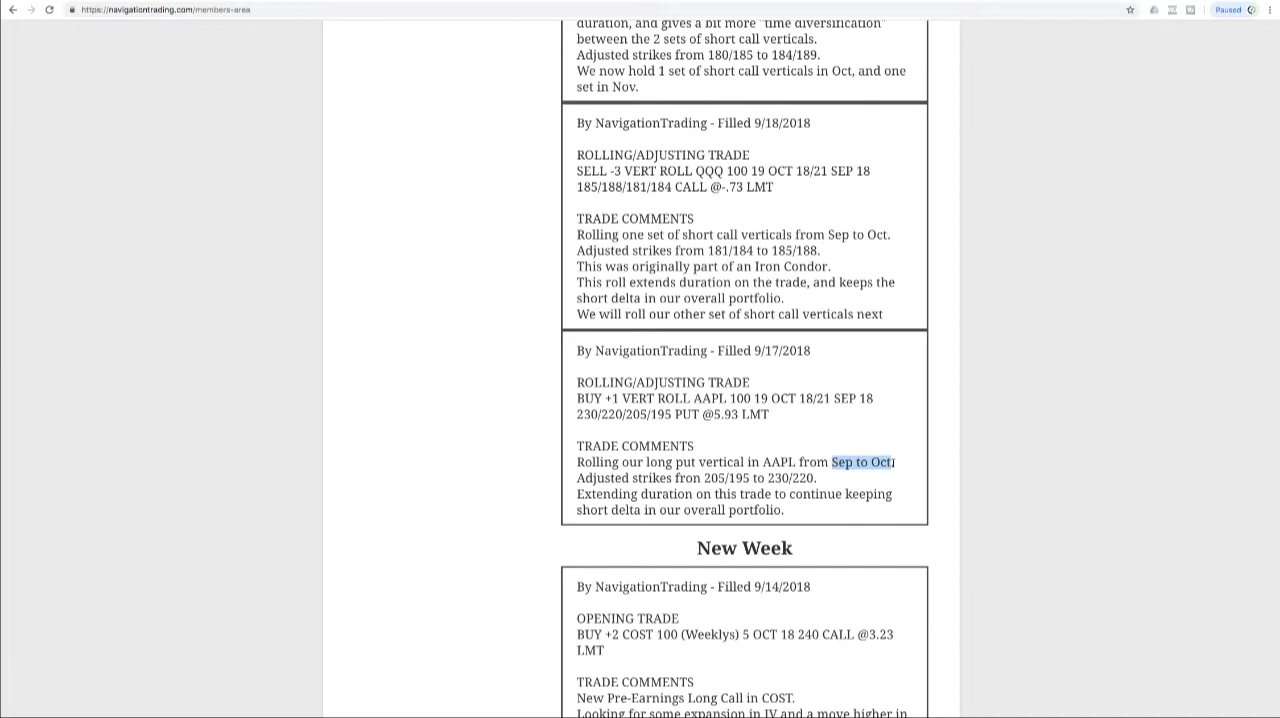 https://navigationtrading.com/members-area
Paused
duration, and gives a bit more "time diversification"
between the 2 sets of short call verticals.
Adjusted strikes from 180/185 to 184/189.
We now hold 1 set of short call verticals in Oct, and one
set in Nov.
By NavigationTrading - Filled 9/18/2018
ROLLING/ADJUSTING TRADE
SELL -3 VERT ROLL QQQ 100 19 OCT 18/21 SEP 18
185/188/181/184 CALL @-.73 LMT
TRADE COMMENTS
Rolling one set of short call verticals from Sep to Oct.
Adjusted strikes from 181/184 to 185/188.
This was originally part of an Iron Condor.
This roll extends duration on the trade, and keeps the
short delta in our overall portfolio.
We will roll our other set of short call verticals next
By NavigationTrading - Filled 9/17/2018
ROLLING/ADJUSTING TRADE
BUY +1 VERT ROLL AAPL 100 19 OCT 18/21 SEP 18
230/220/205/195 PUT @5.93 LMT
TRADE COMMENTS
Rolling our long put vertical in AAPL from Sep to Oct.
Adjusted strikes fron 205/195 to 230/220.
Extending duration on this trade to continue keeping
short delta in our overall portfolio.
New Week
By NavigationTrading - Filled 9/14/2018
OPENING TRADE
BUY +2 COST 100 (Weeklys) 5 OCT 18 240 CALL @3.23
LMT
TRADE COMMENTS
New Pre-Earnings Long Call in COST.
Looking for some expansion in IV and a move higher in